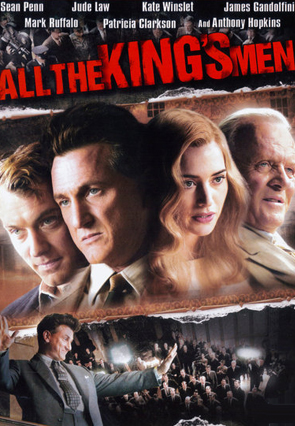 Sean Penn Jude Law Kate Winslet James Gandolfini
Mark Ruffalo Patricia Clarkson And Anthony Hopkins
ALL THE KING'S MEN